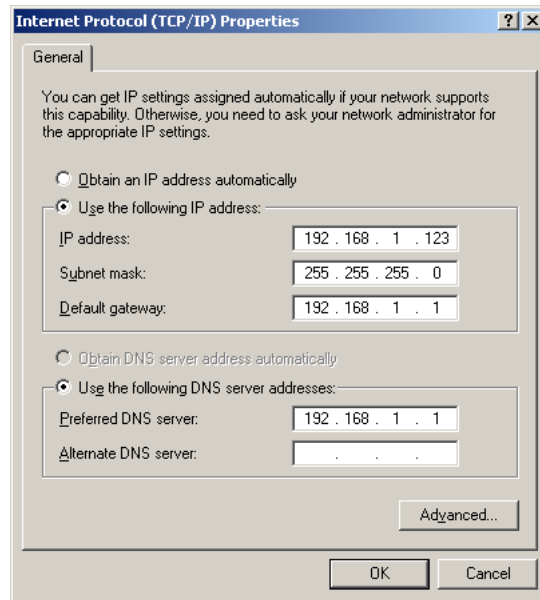 Internet Protocol (TCP/IP) Properties
General
You can get IP settings assigned automatically if your network supports
this capability. Otherwise, you need to ask your network administrator for
the appropriate IP settings.
Obtain an IP address automatically
Use the following IP address:
IP address: 192 . 168 . 1 . 123
Subnet mask: 255 . 255 . 255 . 0
Default gateway: 192 . 168 . 1 . 1
Obtain DNS server address automatically
Use the following DNS server addresses:
Preferred DNS server: 192 . 168 . 1 . 1
Alternate DNS server: . . .
Advanced...
OK Cancel